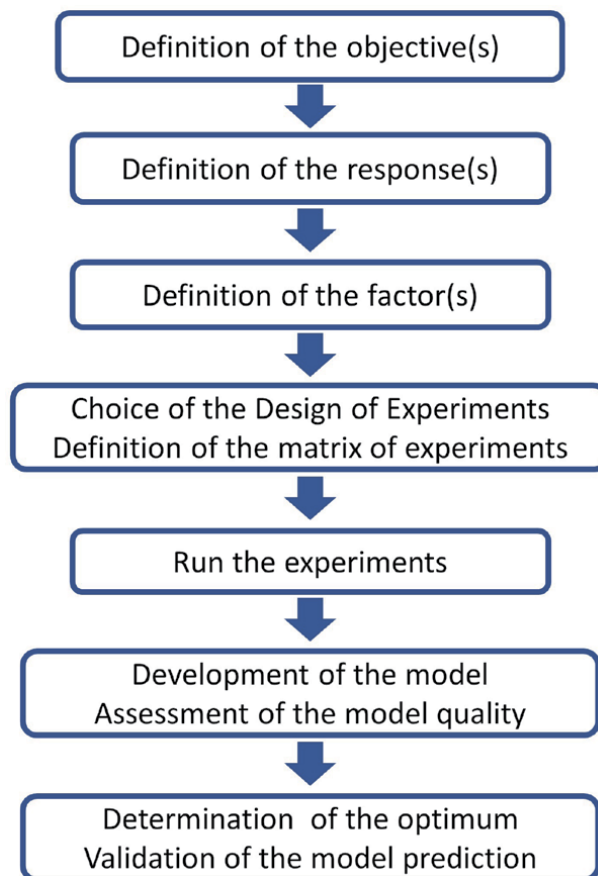 Definition of the objective(s)
Definition of the response(s)
Definition of the factor(s)
Choice of the Design of Experiments
Definition of the matrix of experiments
Run the experiments
Development of the model
Assessment of the model quality
Determination of the optimum
Validation of the model prediction